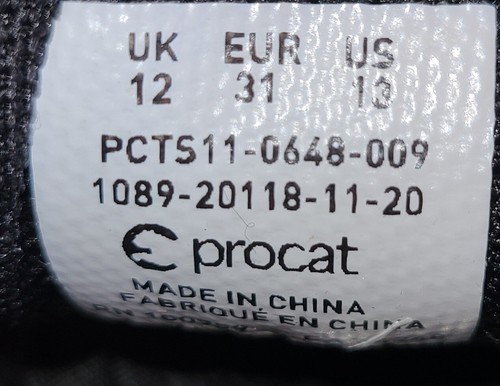 UK EUR US
12 31 13
PCTS11-0648-009
1089-20118-11-20
procat
MADE IN CHINA
FABRIQUÉ EN CHINA